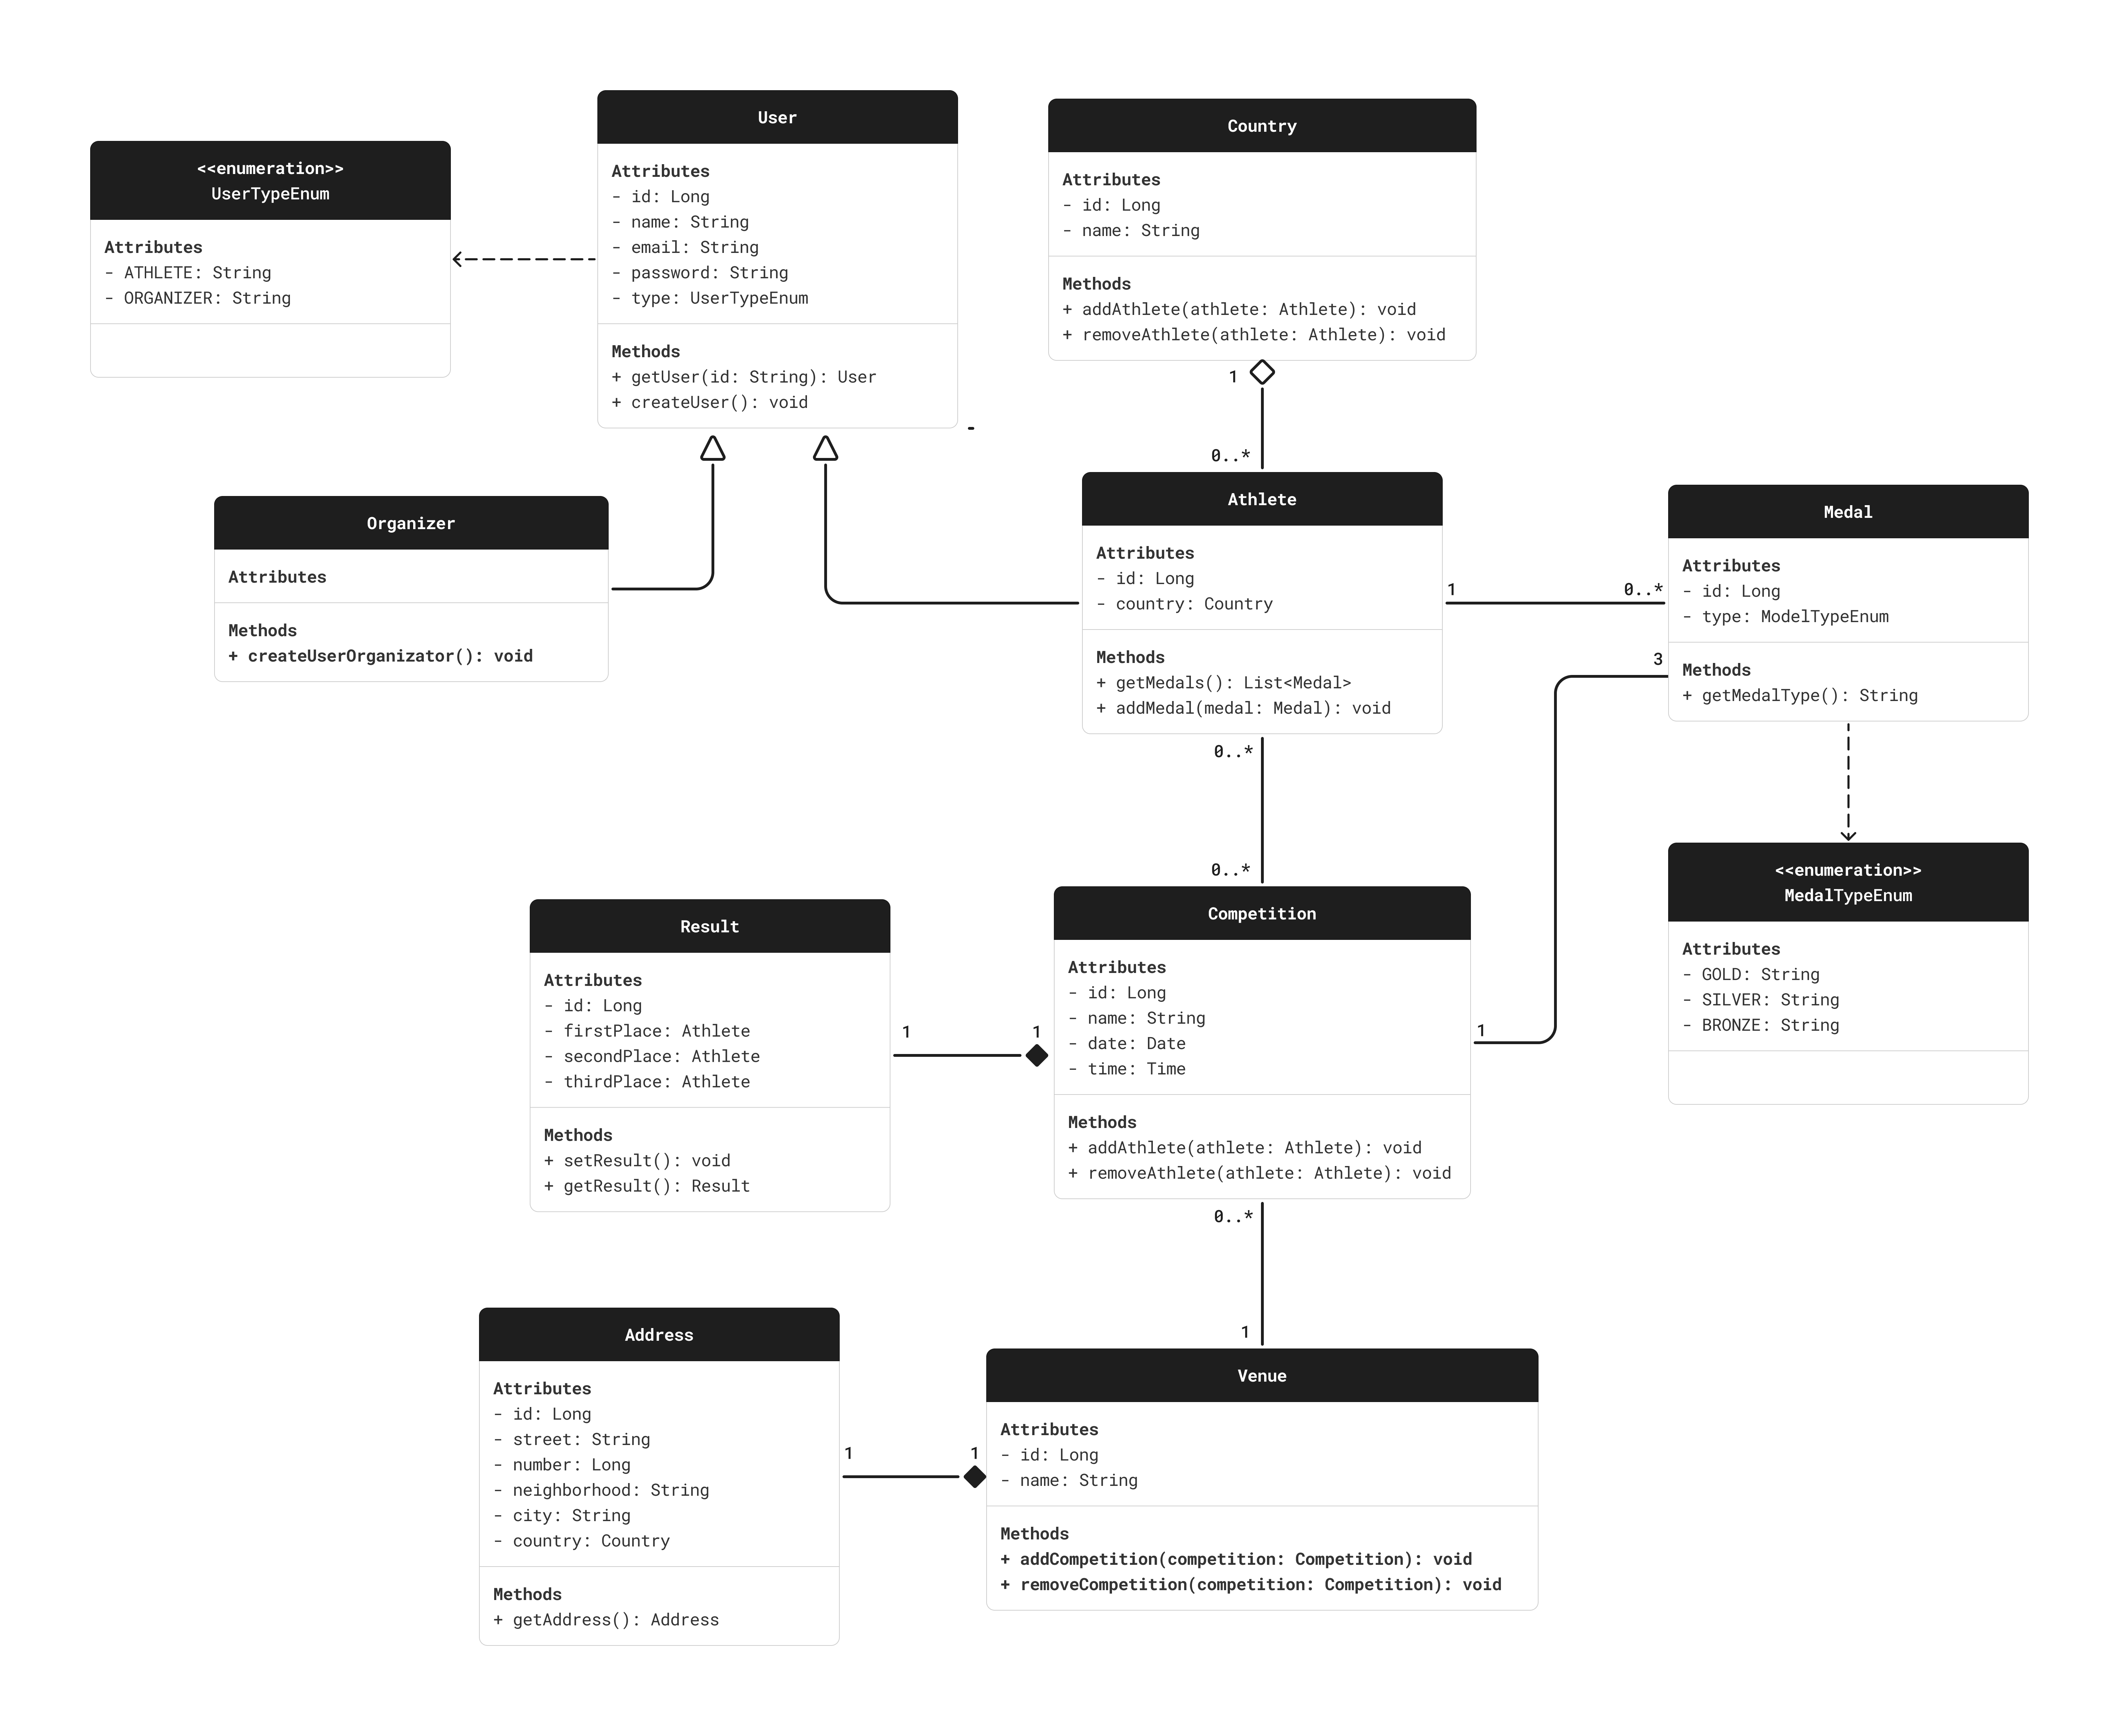 <<enumeration>>
UserTypeEnum
Attributes
- ATHLETE: String
- ORGANIZER: String
User
Attributes
- id: Long
- name: String
- email: String
- password: String
- type: UserTypeEnum
Methods
+ getUser(id: String): User
+ createUser(): void
-
Country
Attributes
- id: Long
- name: String
Methods
+ addAthlete(athlete: Athlete): void
+ removeAthlete(athlete: Athlete): void
1
0..*
Organizer
Attributes
Methods
+ createUserOrganizator(): void
Athlete
Attributes
- id: Long
- country: Country
Methods
+ getMedals(): List<Medal>
+ addMedal(medal: Medal): void
1
0..*
3
Medal
Attributes
- id: Long
- type: ModelTypeEnum
Methods
+ getMedalType(): String
0..*
0..*
<<enumeration>>
MedalTypeEnum
Attributes
- GOLD: String
- SILVER: String
- BRONZE: String
Result
Attributes
- id: Long
- firstPlace: Athlete
- secondPlace: Athlete
- thirdPlace: Athlete
Methods
+ setResult(): void
+ getResult(): Result
1
1
Competition
Attributes
- id: Long
- name: String
- date: Date
- time: Time
Methods
+ addAthlete(athlete: Athlete): void
+ removeAthlete(athlete: Athlete): void
1
0..*
1
Address
Attributes
- id: Long
- street: String
- number: Long
- neighborhood: String
- city: String
- country: Country
Methods
+ getAddress(): Address
1
1
Venue
Attributes
- id: Long
- name: String
Methods
+ addCompetition(competition: Competition): void
+ removeCompetition(competition: Competition): void